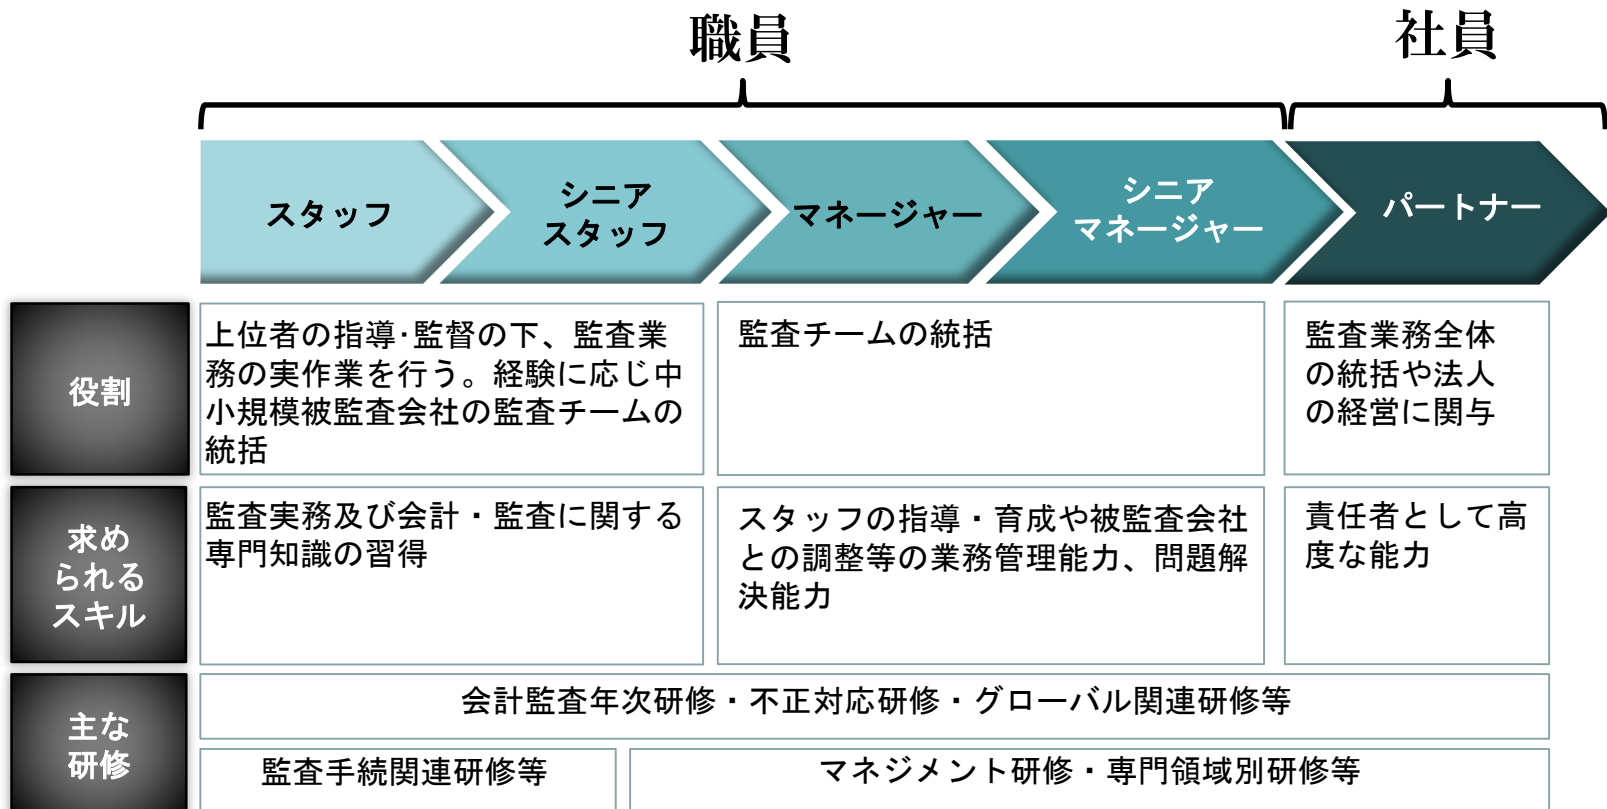 職員
社員
スタッフ
シニア
スタッフ
マネージャー
シニア
マネージャー
パートナー
役割
上位者の指導･監督の下、監査業
務の実作業を行う。経験に応じ中
小規模被監査会社の監査チームの
統括
監査チームの統括
監査業務全体
の統括や法人
の経営に関与
求め
られる
スキル
監査実務及び会計・監査に関する
専門知識の習得
スタッフの指導・育成や被監査会社
との調整等の業務管理能力、問題解
決能力
責任者として高
度な能力
主な
研修
会計監査年次研修・不正対応研修・グローバル関連研修等
監査手続関連研修等
マネジメント研修・専門領域別研修等